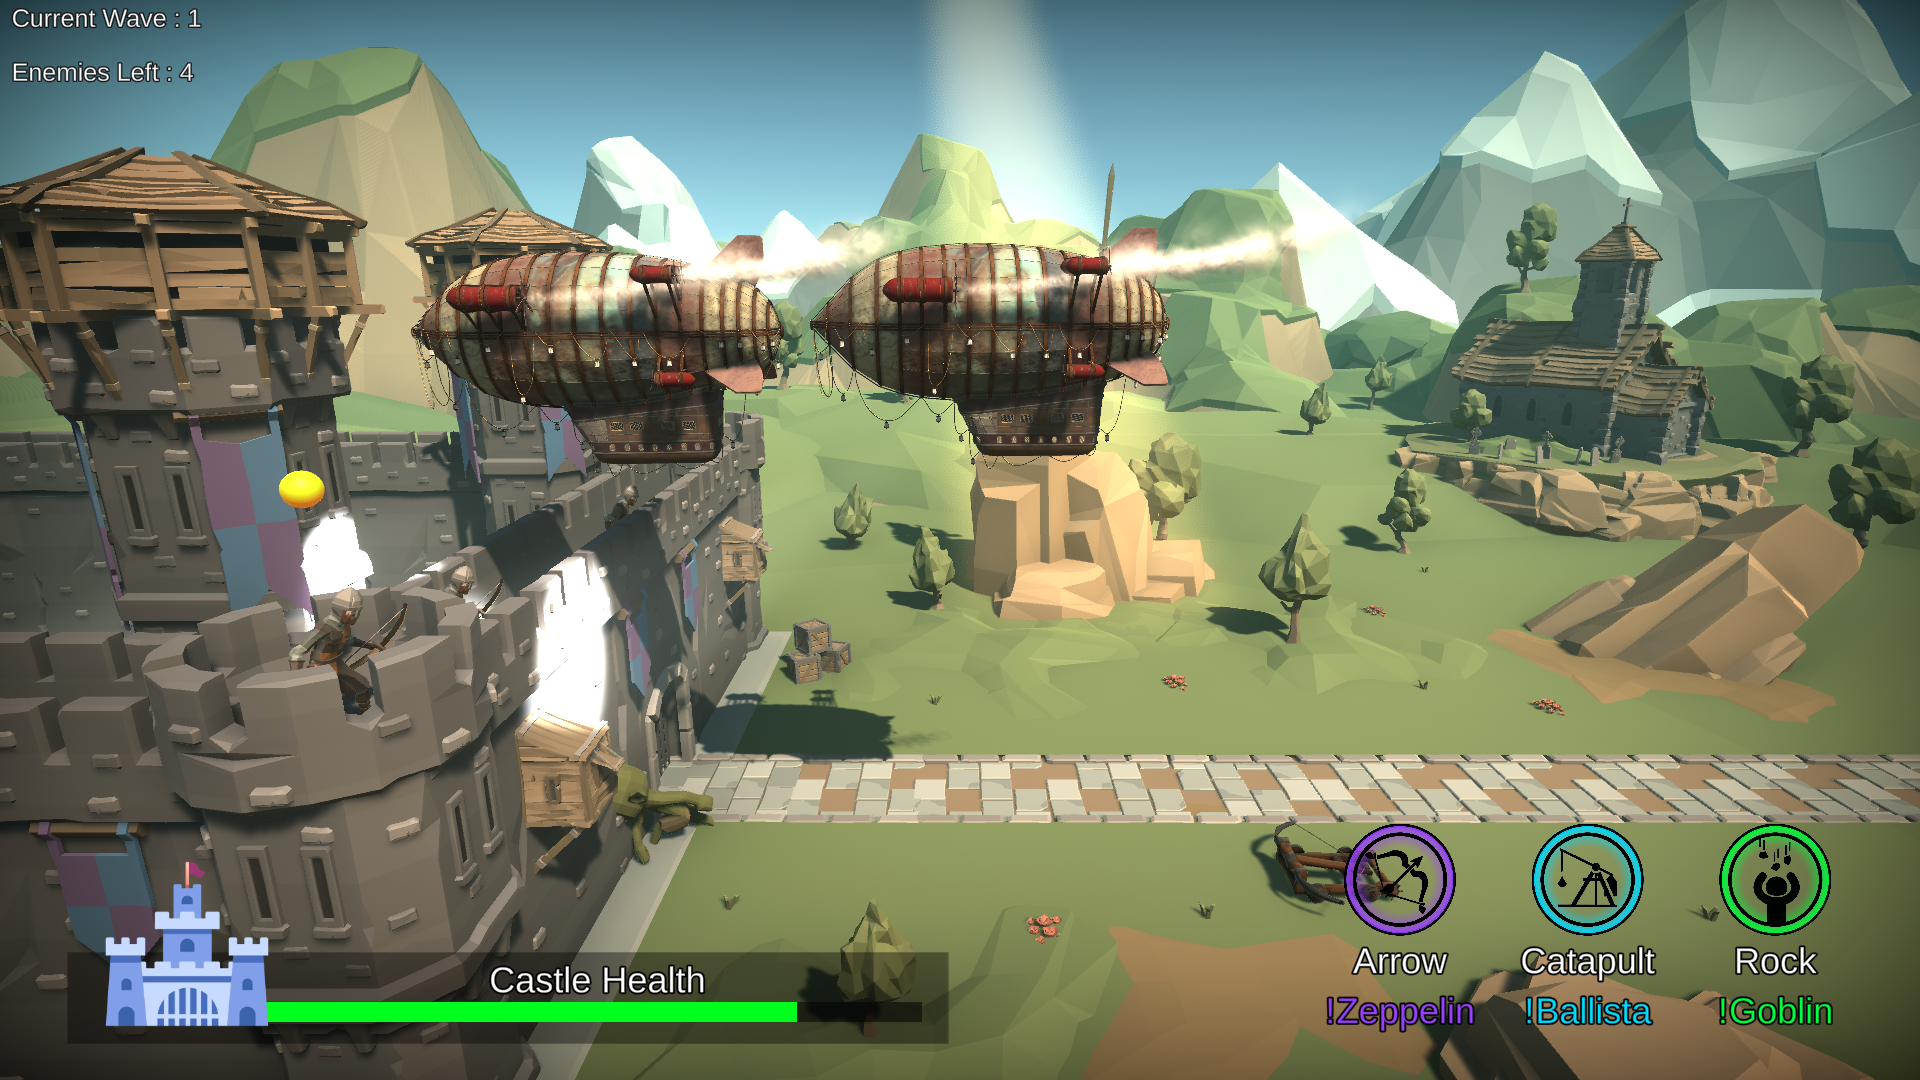 Current Wave : 1
Enemies Left : 4
Castle Health
Arrow
Catapult
Rock
!Zeppelin
!Ballista
!Goblin